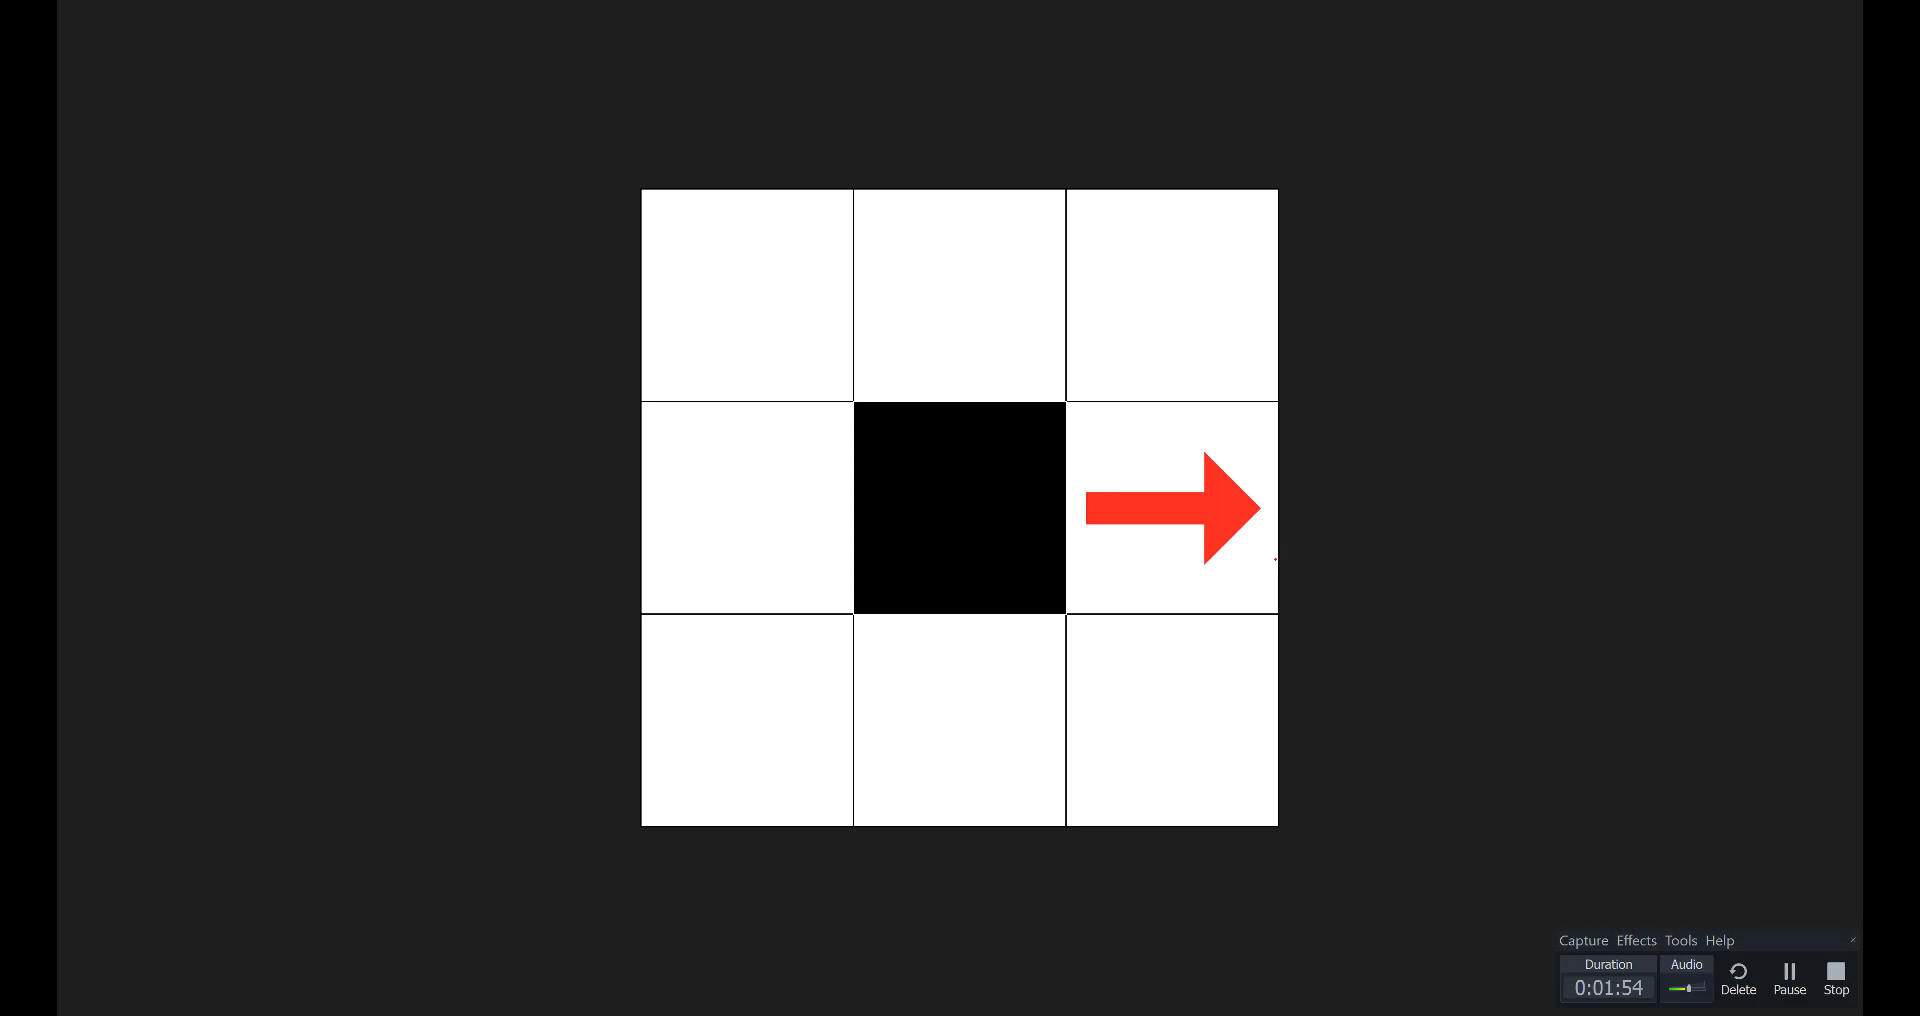 Capture Effects Tools Help
Duration Audio
0:01:54 Delete Pause Stop